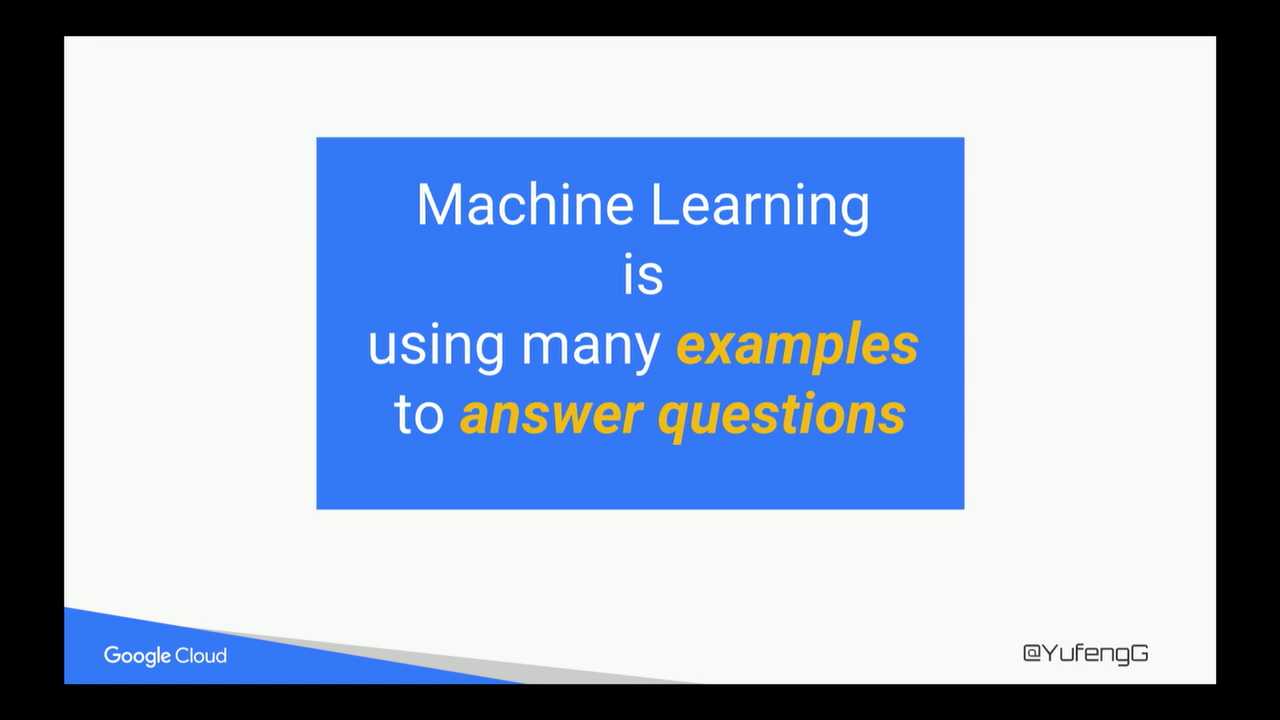 Machine Learning
is
using many examples
to answer questions
Google Cloud
@YufengG